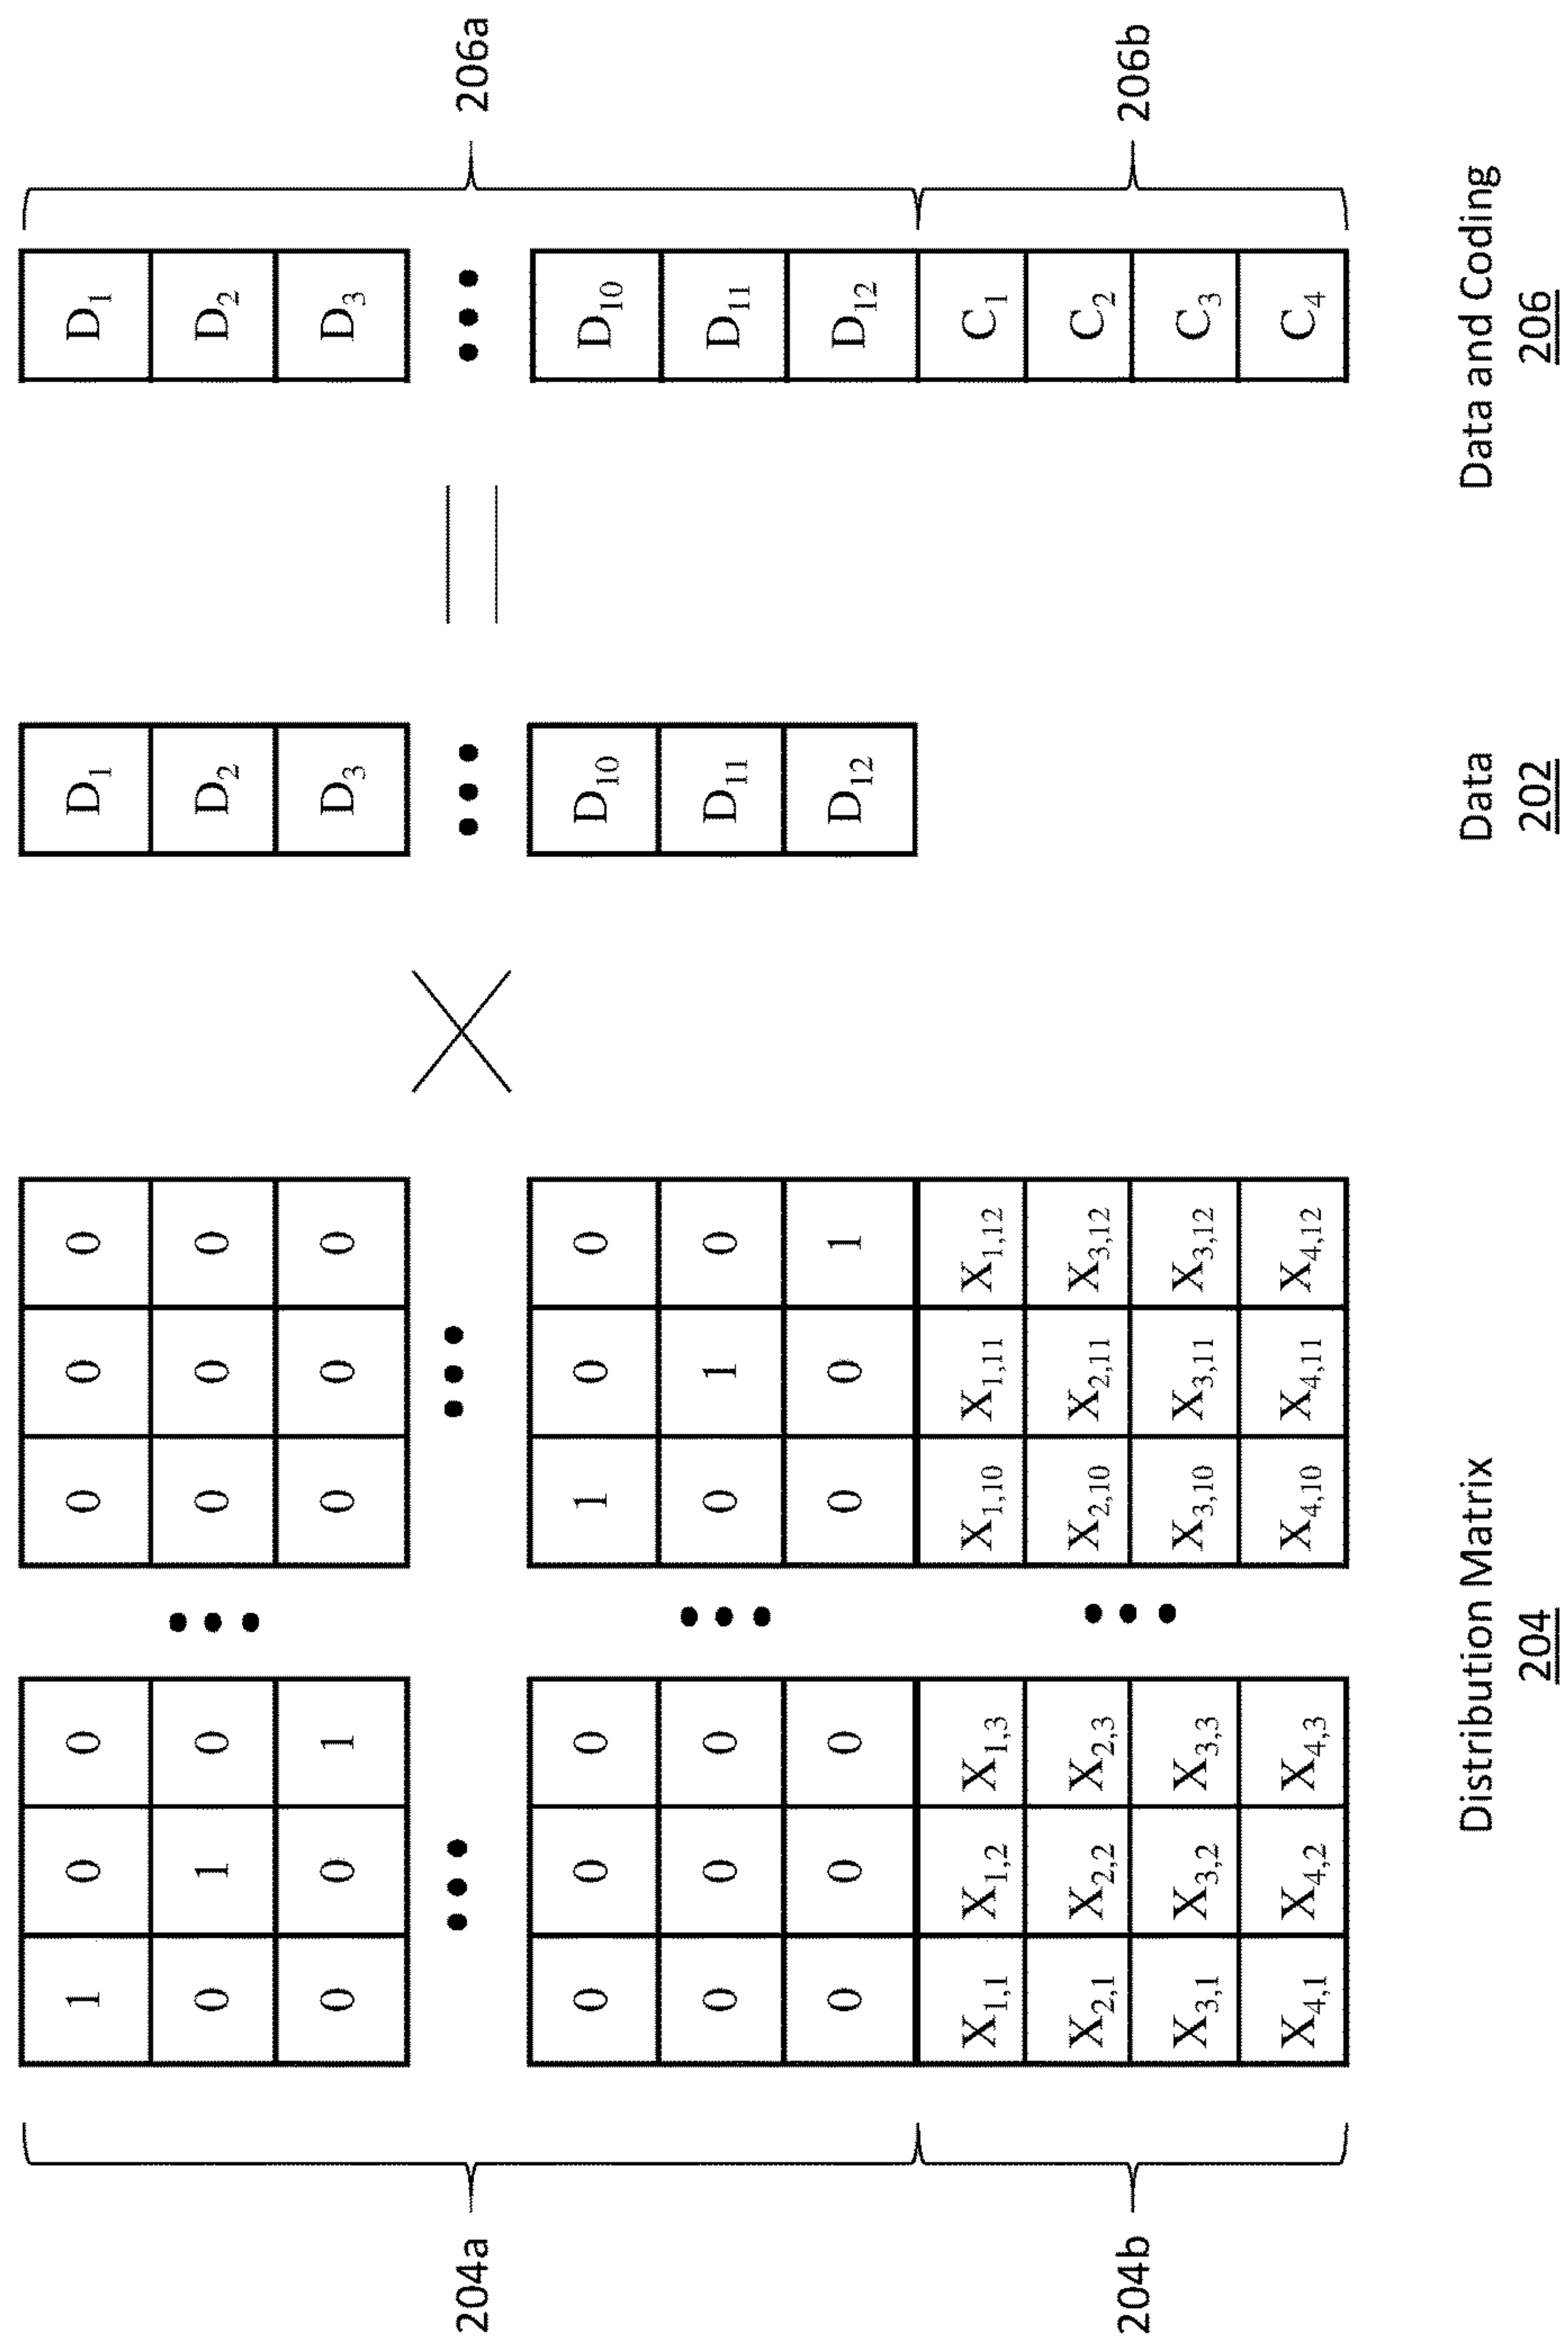 1 0 0 0 0 0 D₁ D₁
0 1 0 0 0 0 D₂ D₂
0 0 1 0 0 0 D₃ D₃
204a × = 206a
0 0 0 1 0 0 D₁₀ D₁₀
0 0 0 0 1 0 D₁₁ D₁₁
0 0 0 0 0 1 D₁₂ D₁₂
X₁,₁ X₁,₂ X₁,₃ X₁,₁₀ X₁,₁₁ X₁,₁₂ C₁
X₂,₁ X₂,₂ X₂,₃ X₂,₁₀ X₂,₁₁ X₃,₁₂ C₂
204b 206b
X₃,₁ X₃,₂ X₃,₃ X₃,₁₀ X₃,₁₁ X₃,₁₂ C₃
X₄,₁ X₄,₂ X₄,₃ X₄,₁₀ X₄,₁₁ X₄,₁₂ C₄
Distribution Matrix Data Data and Coding
204 202 206